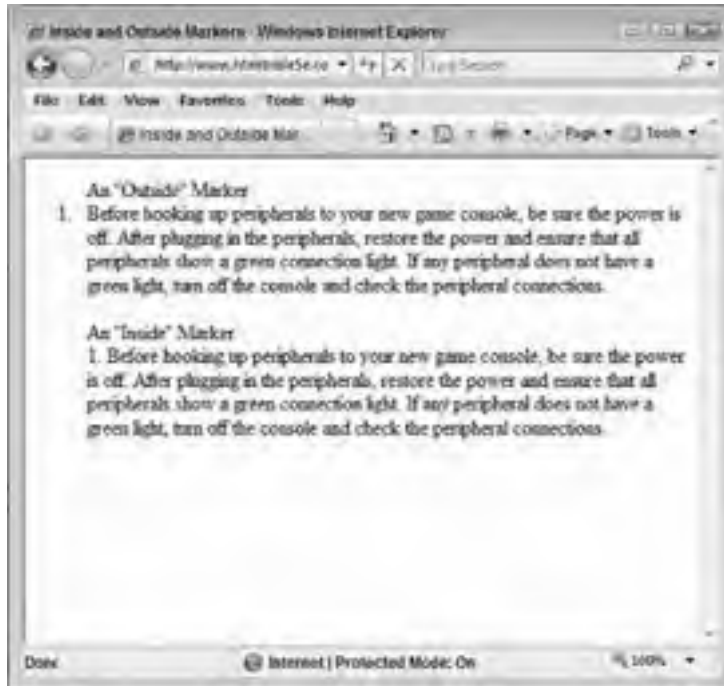 Inside and Outside Markers - Windows Internet Explorer
File Edit View Favorites Tools Help
Inside and Outside Mar... Page Tools
An "Outside" Marker
1. Before hooking up peripherals to your new game console, be sure the power is
off. After plugging in the peripherals, restore the power and ensure that all
peripherals show a green connection light. If any peripheral does not have a
green light, turn off the console and check the peripheral connections.
An "Inside" Marker
1. Before hooking up peripherals to your new game console, be sure the power
is off. After plugging in the peripherals, restore the power and ensure that all
peripherals show a green connection light. If any peripheral does not have a
green light, turn off the console and check the peripheral connections.
Done Internet | Protected Mode: On 100%